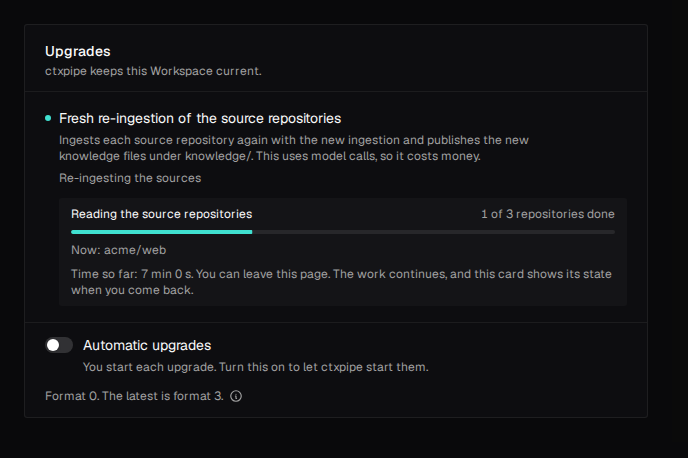 Upgrades
ctxpipe keeps this Workspace current.
Fresh re-ingestion of the source repositories
Ingests each source repository again with the new ingestion and publishes the new
knowledge files under knowledge/. This uses model calls, so it costs money.
Re-ingesting the sources
Reading the source repositories
1 of 3 repositories done
Now: acme/web
Time so far: 7 min 0 s. You can leave this page. The work continues, and this card shows its state
when you come back.
Automatic upgrades
You start each upgrade. Turn this on to let ctxpipe start them.
Format 0. The latest is format 3.